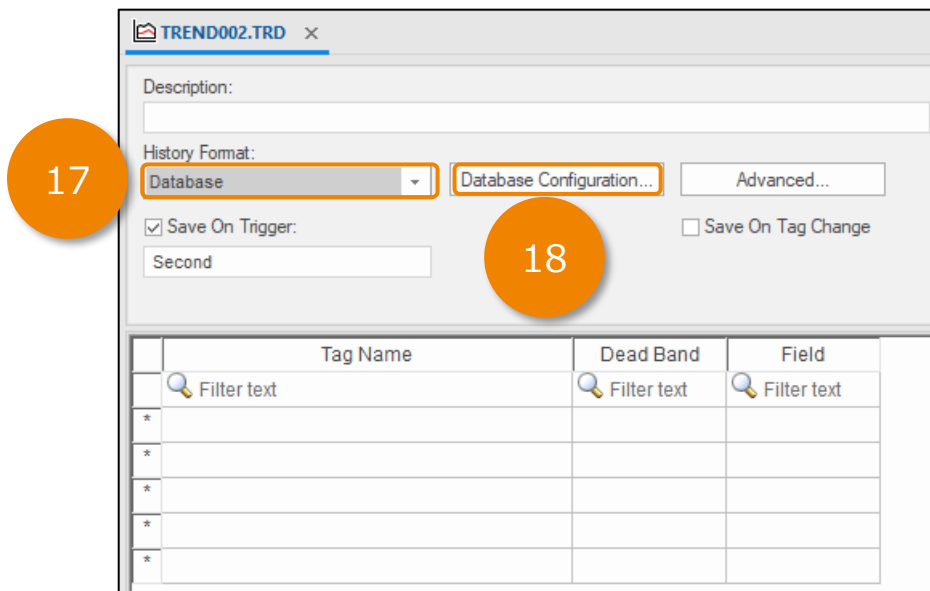 TREND002.TRD ×
Description:
History Format:
17
Database
Database Configuration...
Advanced...
Save On Trigger:
Save On Tag Change
18
Second
Tag Name Dead Band Field
Filter text Filter text Filter text
*
*
*
*
*